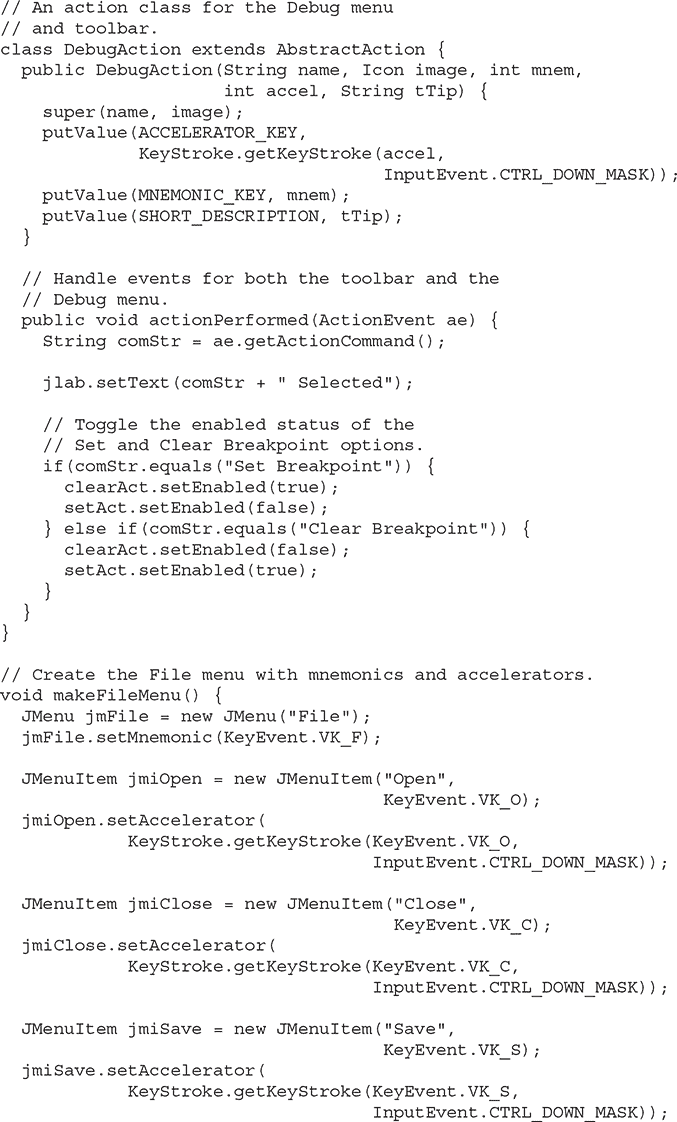 // An action class for the Debug menu
// and toolbar.
class DebugAction extends AbstractAction {
  public DebugAction(String name, Icon image, int mnem,
                     int accel, String tTip) {
    super(name, image);
    putValue(ACCELERATOR_KEY,
             KeyStroke.getKeyStroke(accel,
                                    InputEvent.CTRL_DOWN_MASK));
    putValue(MNEMONIC_KEY, mnem);
    putValue(SHORT_DESCRIPTION, tTip);
  }

  // Handle events for both the toolbar and the
  // Debug menu.
  public void actionPerformed(ActionEvent ae) {
    String comStr = ae.getActionCommand();

    jlab.setText(comStr + " Selected");

    // Toggle the enabled status of the
    // Set and Clear Breakpoint options.
    if(comStr.equals("Set Breakpoint")) {
      clearAct.setEnabled(true);
      setAct.setEnabled(false);
    } else if(comStr.equals("Clear Breakpoint")) {
      clearAct.setEnabled(false);
      setAct.setEnabled(true);
    }
  }
}

// Create the File menu with mnemonics and accelerators.
void makeFileMenu() {
  JMenu jmFile = new JMenu("File");
  jmFile.setMnemonic(KeyEvent.VK_F);

  JMenuItem jmiOpen = new JMenuItem("Open",
                                    KeyEvent.VK_O);
  jmiOpen.setAccelerator(
            KeyStroke.getKeyStroke(KeyEvent.VK_O,
                                   InputEvent.CTRL_DOWN_MASK));

  JMenuItem jmiClose = new JMenuItem("Close",
                                     KeyEvent.VK_C);
  jmiClose.setAccelerator(
            KeyStroke.getKeyStroke(KeyEvent.VK_C,
                                   InputEvent.CTRL_DOWN_MASK));

  JMenuItem jmiSave = new JMenuItem("Save",
                                    KeyEvent.VK_S);
  jmiSave.setAccelerator(
            KeyStroke.getKeyStroke(KeyEvent.VK_S,
                                   InputEvent.CTRL_DOWN_MASK));